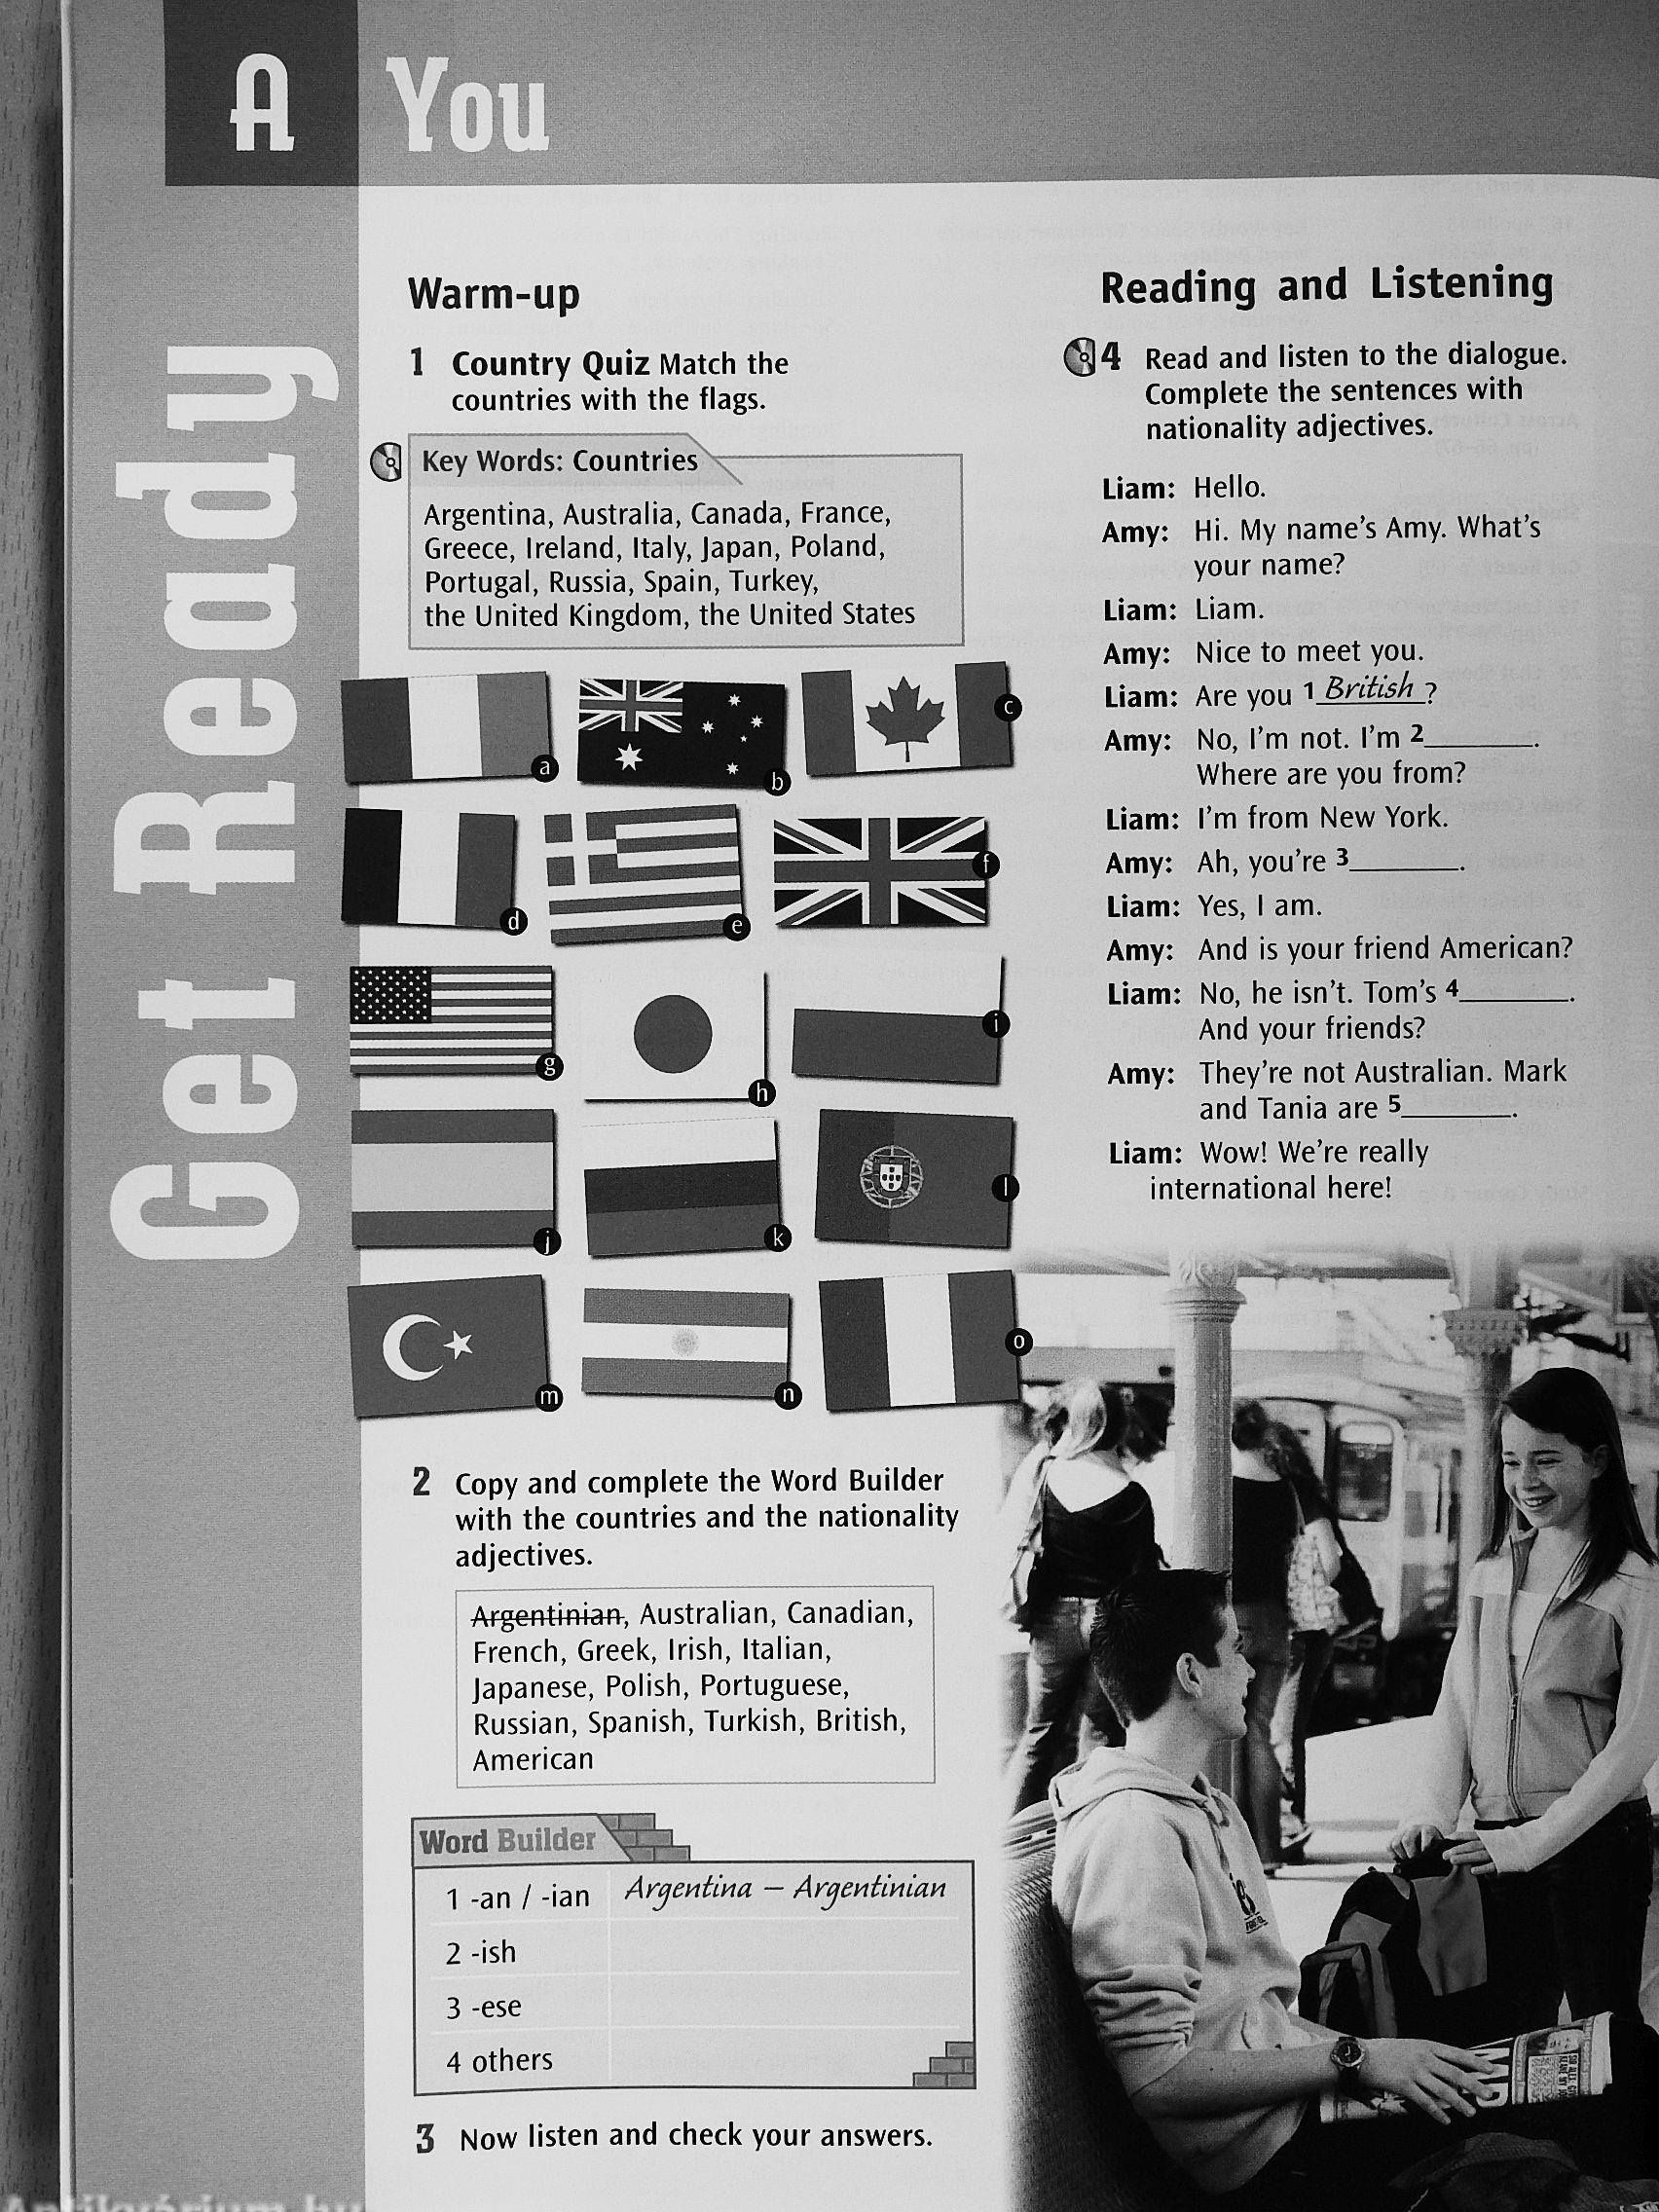 A You
Get Ready
Warm-up
1 Country Quiz Match the
countries with the flags.
Key Words: Countries
Argentina, Australia, Canada, France,
Greece, Ireland, Italy, Japan, Poland,
Portugal, Russia, Spain, Turkey,
the United Kingdom, the United States
a
b
c
d
e
f
g
h
i
j
k
l
m
n
o
2 Copy and complete the Word Builder
with the countries and the nationality
adjectives.
Argentinian, Australian, Canadian,
French, Greek, Irish, Italian,
Japanese, Polish, Portuguese,
Russian, Spanish, Turkish, British,
American
Word Builder
1 -an / -ian Argentina – Argentinian
2 -ish
3 -ese
4 others
3 Now listen and check your answers.
Reading and Listening
4 Read and listen to the dialogue.
Complete the sentences with
nationality adjectives.
Liam: Hello.
Amy: Hi. My name's Amy. What's
your name?
Liam: Liam.
Amy: Nice to meet you.
Liam: Are you 1 British ?
Amy: No, I'm not. I'm 2________.
Where are you from?
Liam: I'm from New York.
Amy: Ah, you're 3________.
Liam: Yes, I am.
Amy: And is your friend American?
Liam: No, he isn't. Tom's 4________.
And your friends?
Amy: They're not Australian. Mark
and Tania are 5________.
Liam: Wow! We're really
international here!